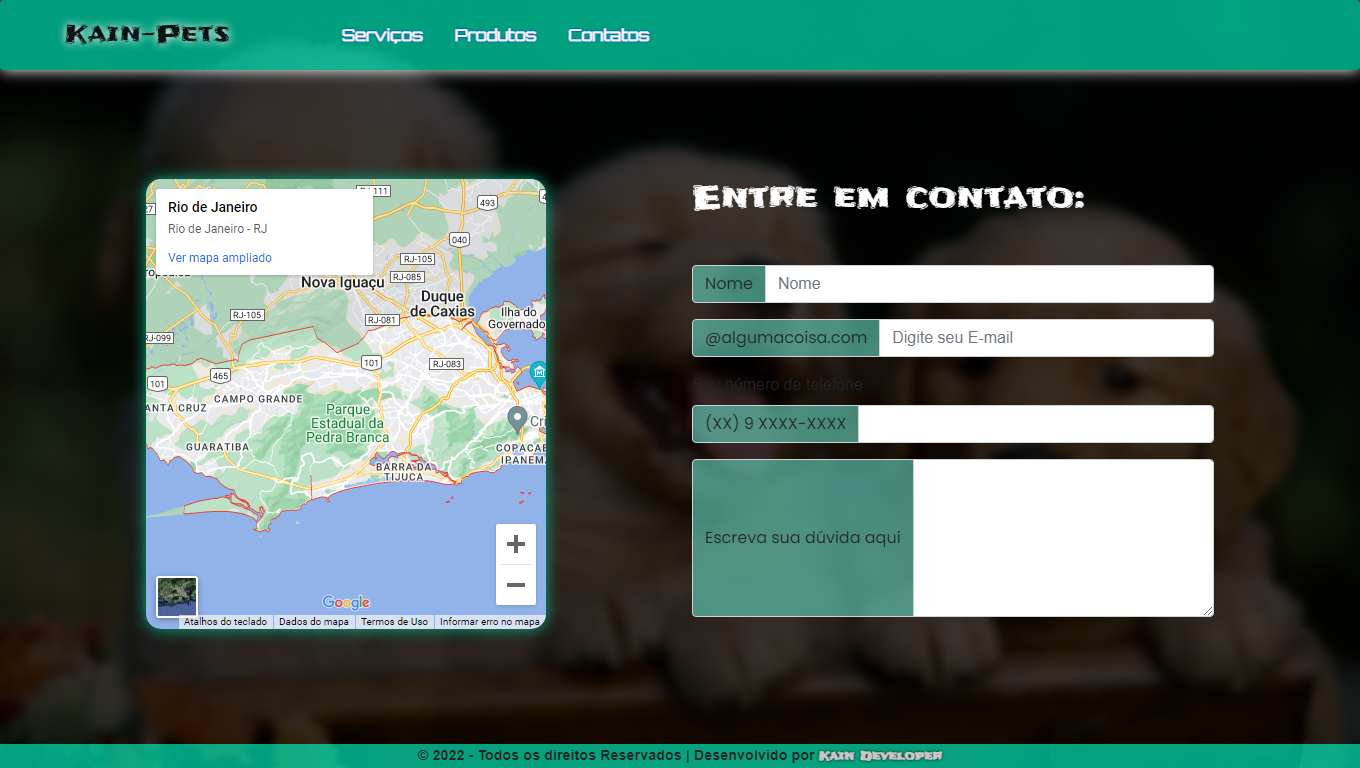 Kain-Pets
Serviços Produtos Contatos
Entre em contato:
Rio de Janeiro
Rio de Janeiro - RJ
Ver mapa ampliado
RJ-111
493
040
RJ-105
RJ-085
Nova Iguaçu
Duque
de Caxias
Ilha do
Governado
RJ-105
RJ-081
RJ-099
101
RJ-083
465
101
CAMPO GRANDE
ANTA CRUZ
Parque
Estadual da
Pedra Branca
GUARATIBA
COPACAB
IPANEM
BARRA DA
TIJUCA
Google
Atalhos do teclado Dados do mapa Termos de Uso Informar erro no mapa
Nome Nome
@algumacoisa.com Digite seu E-mail
Seu número de telefone
(XX) 9 XXXX-XXXX
Escreva sua dúvida aqui
© 2022 - Todos os direitos Reservados | Desenvolvido por Kain Developer